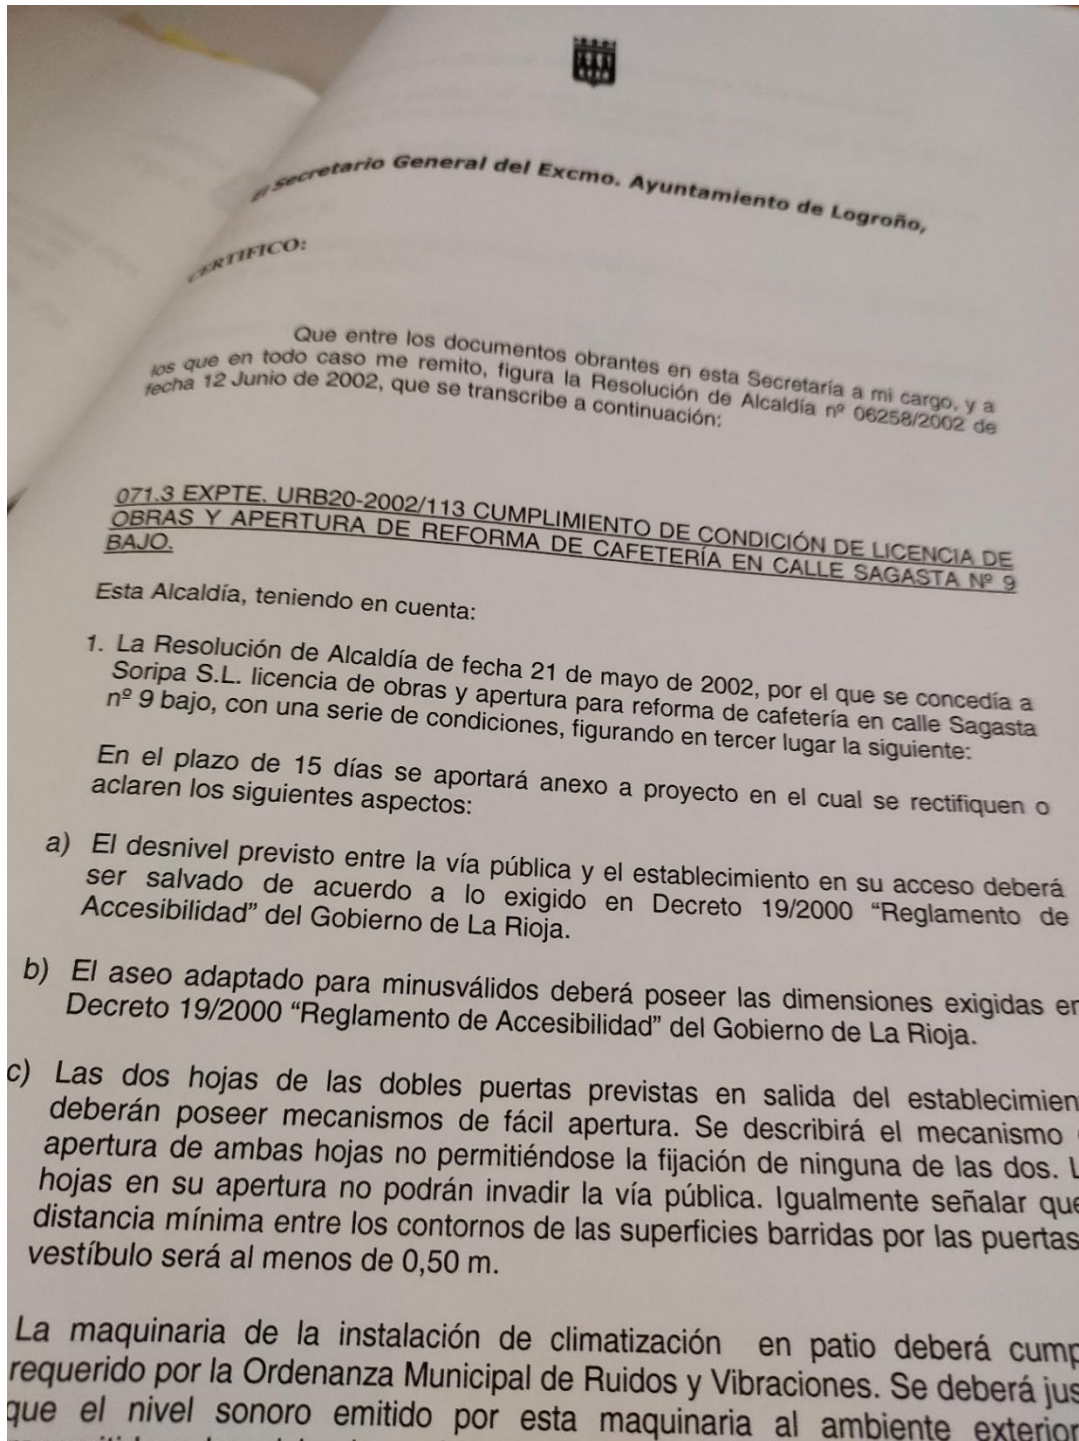 El Secretario General del Excmo. Ayuntamiento de Logroño,
CERTIFICO:
Que entre los documentos obrantes en esta Secretaría a mi cargo, y a
los que en todo caso me remito, figura la Resolución de Alcaldía nº 06258/2002 de
fecha 12 Junio de 2002, que se transcribe a continuación:
071.3 EXPTE. URB20-2002/113 CUMPLIMIENTO DE CONDICIÓN DE LICENCIA DE
OBRAS Y APERTURA DE REFORMA DE CAFETERÍA EN CALLE SAGASTA Nº 9
BAJO.
Esta Alcaldía, teniendo en cuenta:
1. La Resolución de Alcaldía de fecha 21 de mayo de 2002, por el que se concedía a
Soripa S.L. licencia de obras y apertura para reforma de cafetería en calle Sagasta
nº 9 bajo, con una serie de condiciones, figurando en tercer lugar la siguiente:
En el plazo de 15 días se aportará anexo a proyecto en el cual se rectifiquen o
aclaren los siguientes aspectos:
a) El desnivel previsto entre la vía pública y el establecimiento en su acceso deberá
ser salvado de acuerdo a lo exigido en Decreto 19/2000 “Reglamento de
Accesibilidad” del Gobierno de La Rioja.
b) El aseo adaptado para minusválidos deberá poseer las dimensiones exigidas en
Decreto 19/2000 “Reglamento de Accesibilidad” del Gobierno de La Rioja.
c) Las dos hojas de las dobles puertas previstas en salida del establecimien
deberán poseer mecanismos de fácil apertura. Se describirá el mecanismo
apertura de ambas hojas no permitiéndose la fijación de ninguna de las dos. L
hojas en su apertura no podrán invadir la vía pública. Igualmente señalar que
distancia mínima entre los contornos de las superficies barridas por las puertas
vestíbulo será al menos de 0,50 m.
La maquinaria de la instalación de climatización en patio deberá cump
requerido por la Ordenanza Municipal de Ruidos y Vibraciones. Se deberá jus
que el nivel sonoro emitido por esta maquinaria al ambiente exterior